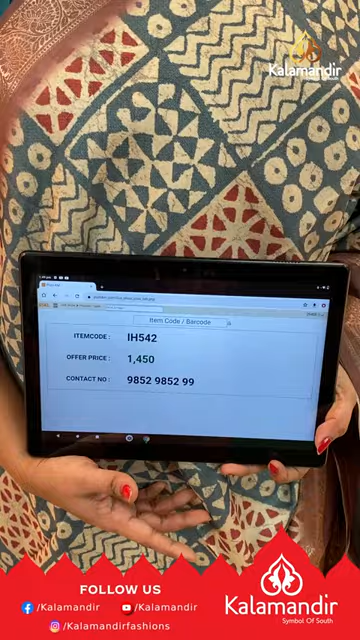 Kalamandir
Item Code / Barcode
ITEMCODE : IH542
OFFER PRICE : 1,450
CONTACT NO : 9852 9852 99
FOLLOW US
/Kalamandir /Kalamandir
/Kalamandirfashions
Kalamandir
Symbol Of South